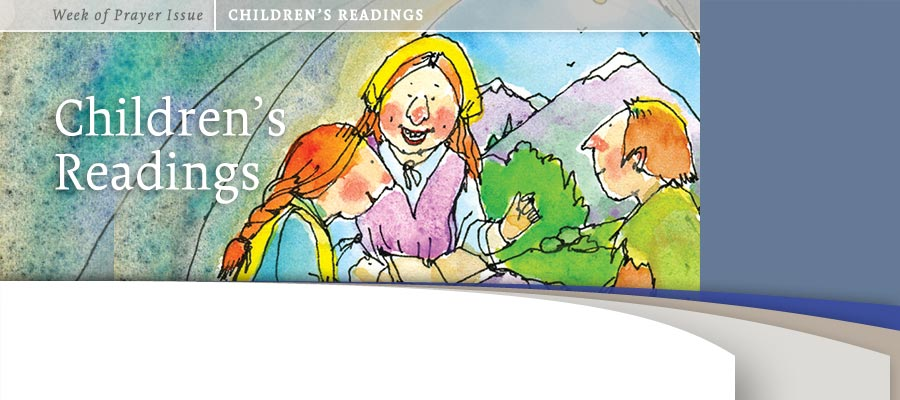 Week of Prayer Issue CHILDREN’S READINGS
Children’s
Readings